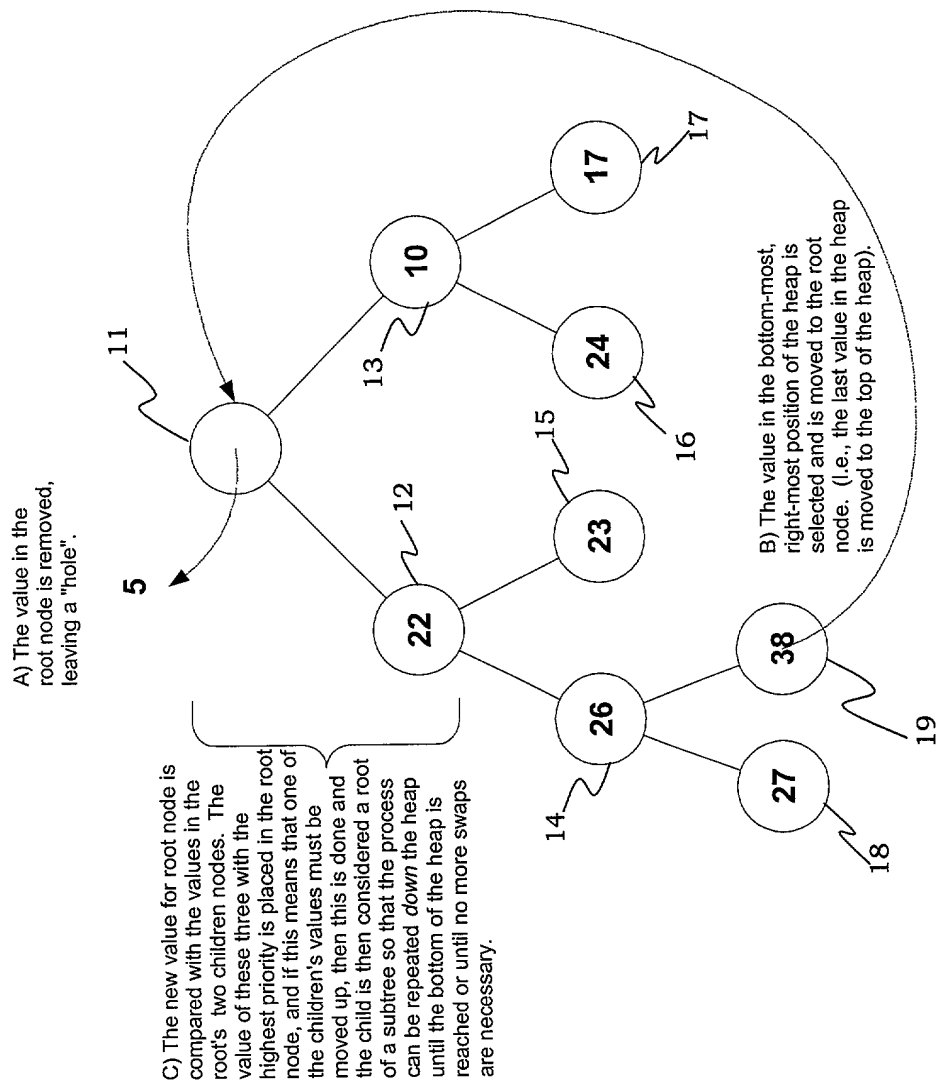 A) The value in the
root node is removed,
leaving a "hole".
5
11
C) The new value for root node is
compared with the values in the
root's two children nodes. The
value of these three with the
highest priority is placed in the root
node, and if this means that one of
the children's values must be
moved up, then this is done and
the child is then considered a root
of a subtree so that the process
can be repeated down the heap
until the bottom of the heap is
reached or until no more swaps
are necessary.
22
12
10
13
26
14
23
15
24
16
17
17
27
18
38
19
B) The value in the bottom-most,
right-most position of the heap is
selected and is moved to the root
node. (I.e., the last value in the heap
is moved to the top of the heap).